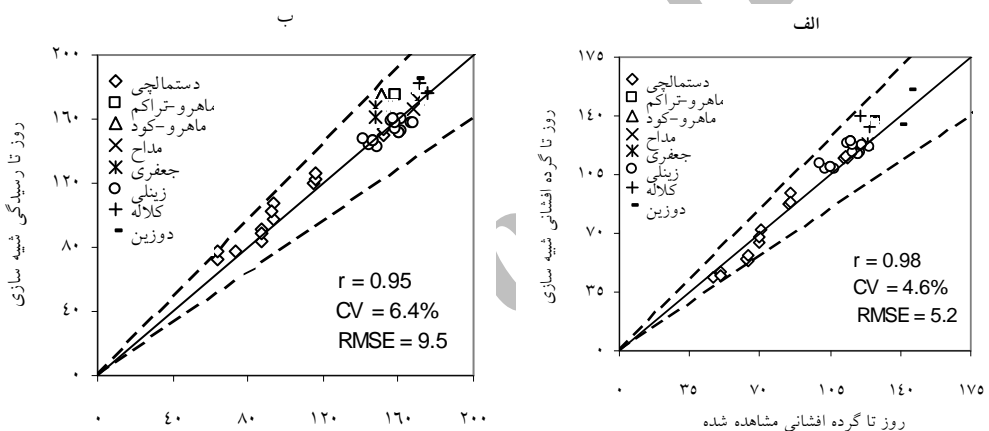 الف
روز تا گرده افشانی شبیه سازی
۱۷۵
۱۴۰
۱۰۵
۷۰
۳۵
۰
دستمالچی
ماهرو-تراکم
ماهرو-کود
مداح
جعفری
زینلی
کلاله
دوزین
r = 0.98
CV = 4.6%
RMSE = 5.2
۰ ۳۵ ۷۰ ۱۰۵ ۱۴۰ ۱۷۵
روز تا گرده افشانی مشاهده شده
ب
روز تا رسیدگی شبیه سازی
۲۰۰
۱۶۰
۱۲۰
۸۰
۴۰
۰
دستمالچی
ماهرو-تراکم
ماهرو-کود
مداح
جعفری
زینلی
کلاله
دوزین
r = 0.95
CV = 6.4%
RMSE = 9.5
۰ ۴۰ ۸۰ ۱۲۰ ۱۶۰ ۲۰۰